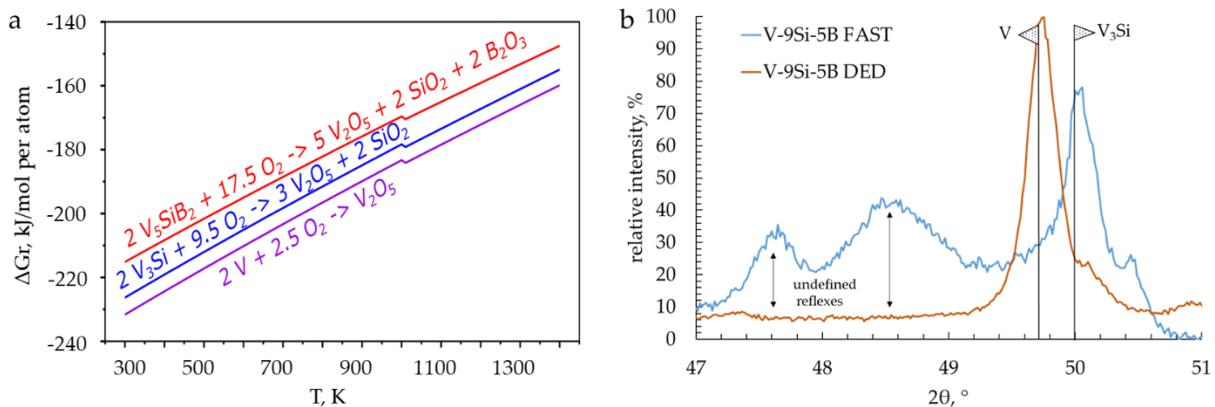 a
-140
-160
-180
-200
-220
-240
ΔGr, kJ/mol per atom
2 V₅SiB₂ + 17.5 O₂ -> 5 V₂O₅ + 2 SiO₂ + 2 B₂O₃
2 V₃Si + 9.5 O₂ -> 3 V₂O₅ + 2 SiO₂
2 V + 2.5 O₂ -> V₂O₅
300 500 700 900 1100 1300
T, K
b
100
90
80
70
60
50
40
30
20
10
0
relative intensity, %
V-9Si-5B FAST
V-9Si-5B DED
V
V₃Si
undefined
reflexes
47 48 49 50 51
2θ, °